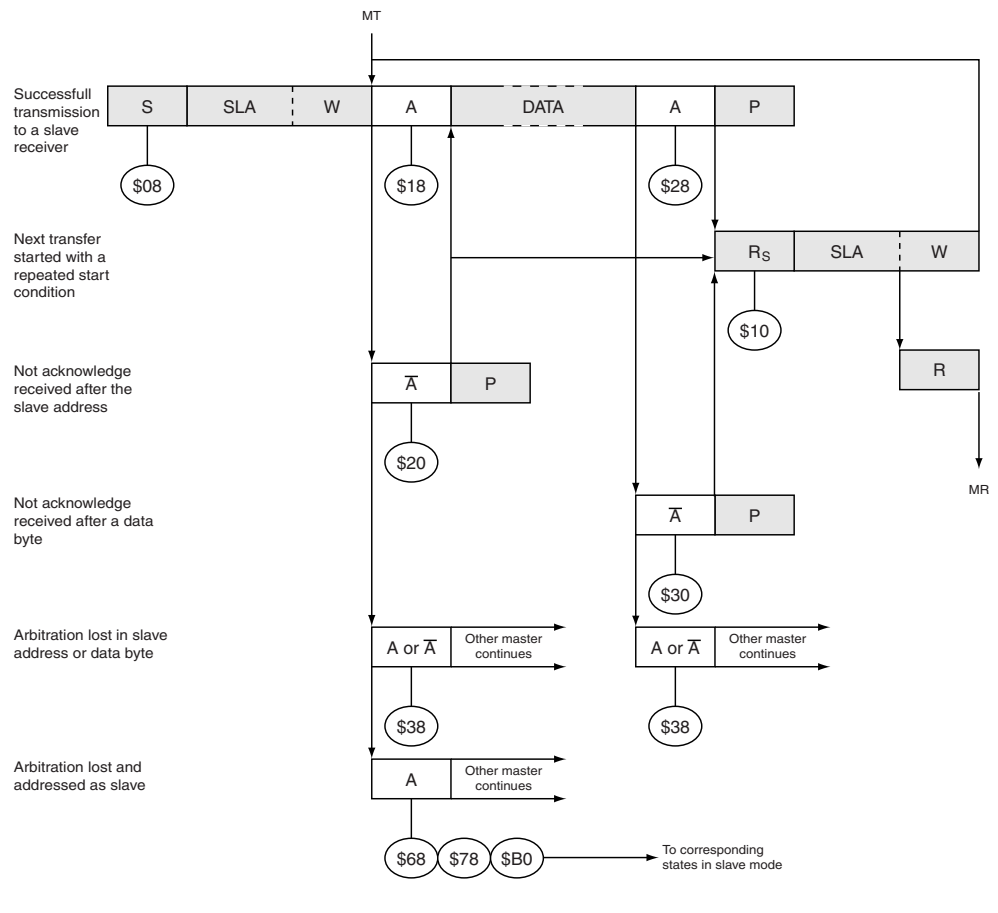 MT
Successfull
transmission
to a slave
receiver
S SLA W A DATA A P
$08 $18 $28
Next transfer
started with a
repeated start
condition
RS SLA W
$10
Not acknowledge
received after the
slave address
A̅ P
R
$20
MR
Not acknowledge
received after a data
byte
A̅ P
$30
Arbitration lost in slave
address or data byte
A or A̅ Other master
continues
A or A̅ Other master
continues
$38 $38
Arbitration lost and
addressed as slave
A Other master
continues
$68 $78 $B0
To corresponding
states in slave mode